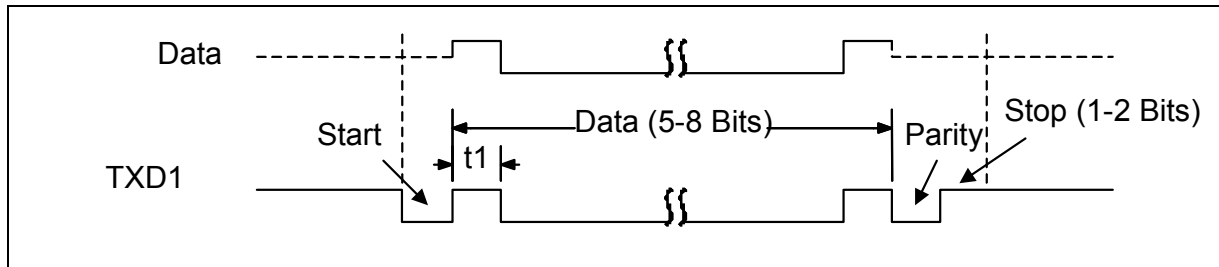 Data
Data (5-8 Bits)
Stop (1-2 Bits)
Start
Parity
t1
TXD1